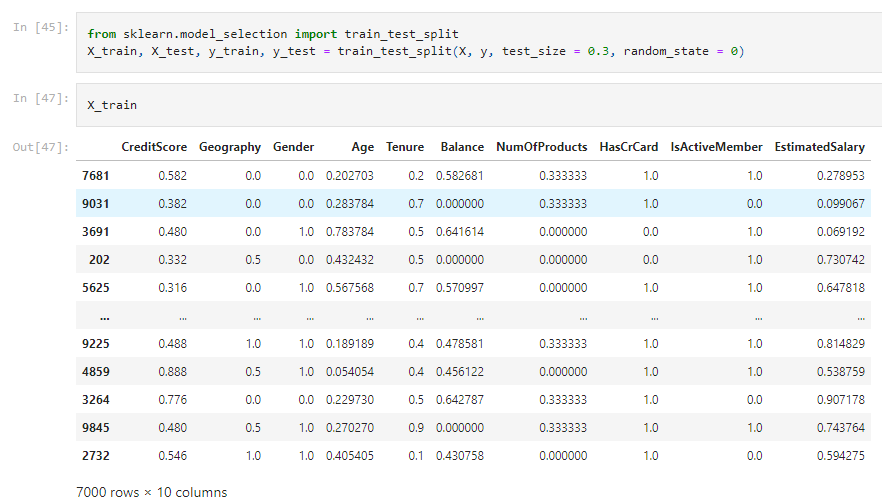 In [45]:
from sklearn.model_selection import train_test_split
X_train, X_test, y_train, y_test = train_test_split(X, y, test_size = 0.3, random_state = 0)
In [47]:
X_train
Out[47]:
CreditScore Geography Gender Age Tenure Balance NumOfProducts HasCrCard IsActiveMember EstimatedSalary
7681 0.582 0.0 0.0 0.202703 0.2 0.582681 0.333333 1.0 1.0 0.278953
9031 0.382 0.0 0.0 0.283784 0.7 0.000000 0.333333 1.0 0.0 0.099067
3691 0.480 0.0 1.0 0.783784 0.5 0.641614 0.000000 0.0 1.0 0.069192
202 0.332 0.5 0.0 0.432432 0.5 0.000000 0.000000 0.0 1.0 0.730742
5625 0.316 0.0 1.0 0.567568 0.7 0.570997 0.000000 1.0 1.0 0.647818
... ... ... ... ... ... ... ... ... ... ...
9225 0.488 1.0 1.0 0.189189 0.4 0.478581 0.333333 1.0 1.0 0.814829
4859 0.888 0.5 1.0 0.054054 0.4 0.456122 0.000000 1.0 1.0 0.538759
3264 0.776 0.0 0.0 0.229730 0.5 0.642787 0.333333 1.0 0.0 0.907178
9845 0.480 0.5 1.0 0.270270 0.9 0.000000 0.333333 1.0 1.0 0.743764
2732 0.546 1.0 1.0 0.405405 0.1 0.430758 0.000000 1.0 0.0 0.594275
7000 rows × 10 columns